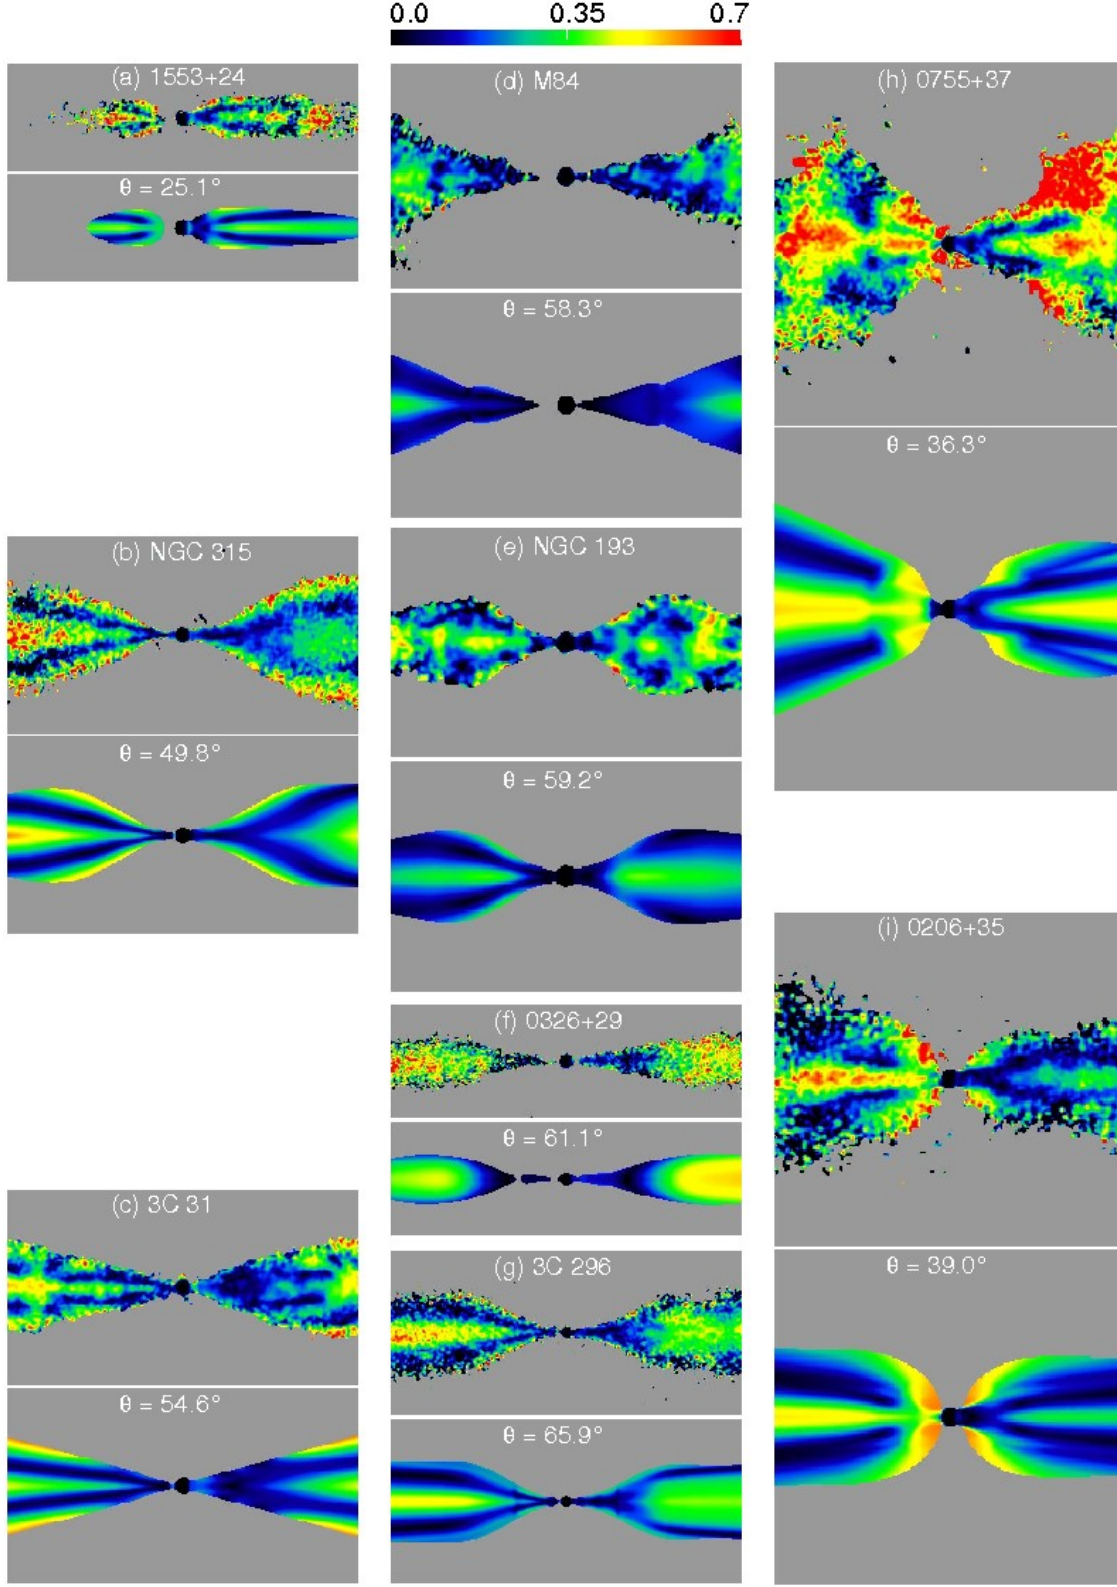 0.0 0.35 0.7
(a) 1553+24
θ = 25.1°
(b) NGC 315
θ = 49.8°
(c) 3C 31
θ = 54.6°
(d) M84
θ = 58.3°
(e) NGC 193
θ = 59.2°
(f) 0326+29
θ = 61.1°
(g) 3C 296
θ = 65.9°
(h) 0755+37
θ = 36.3°
(i) 0206+35
θ = 39.0°